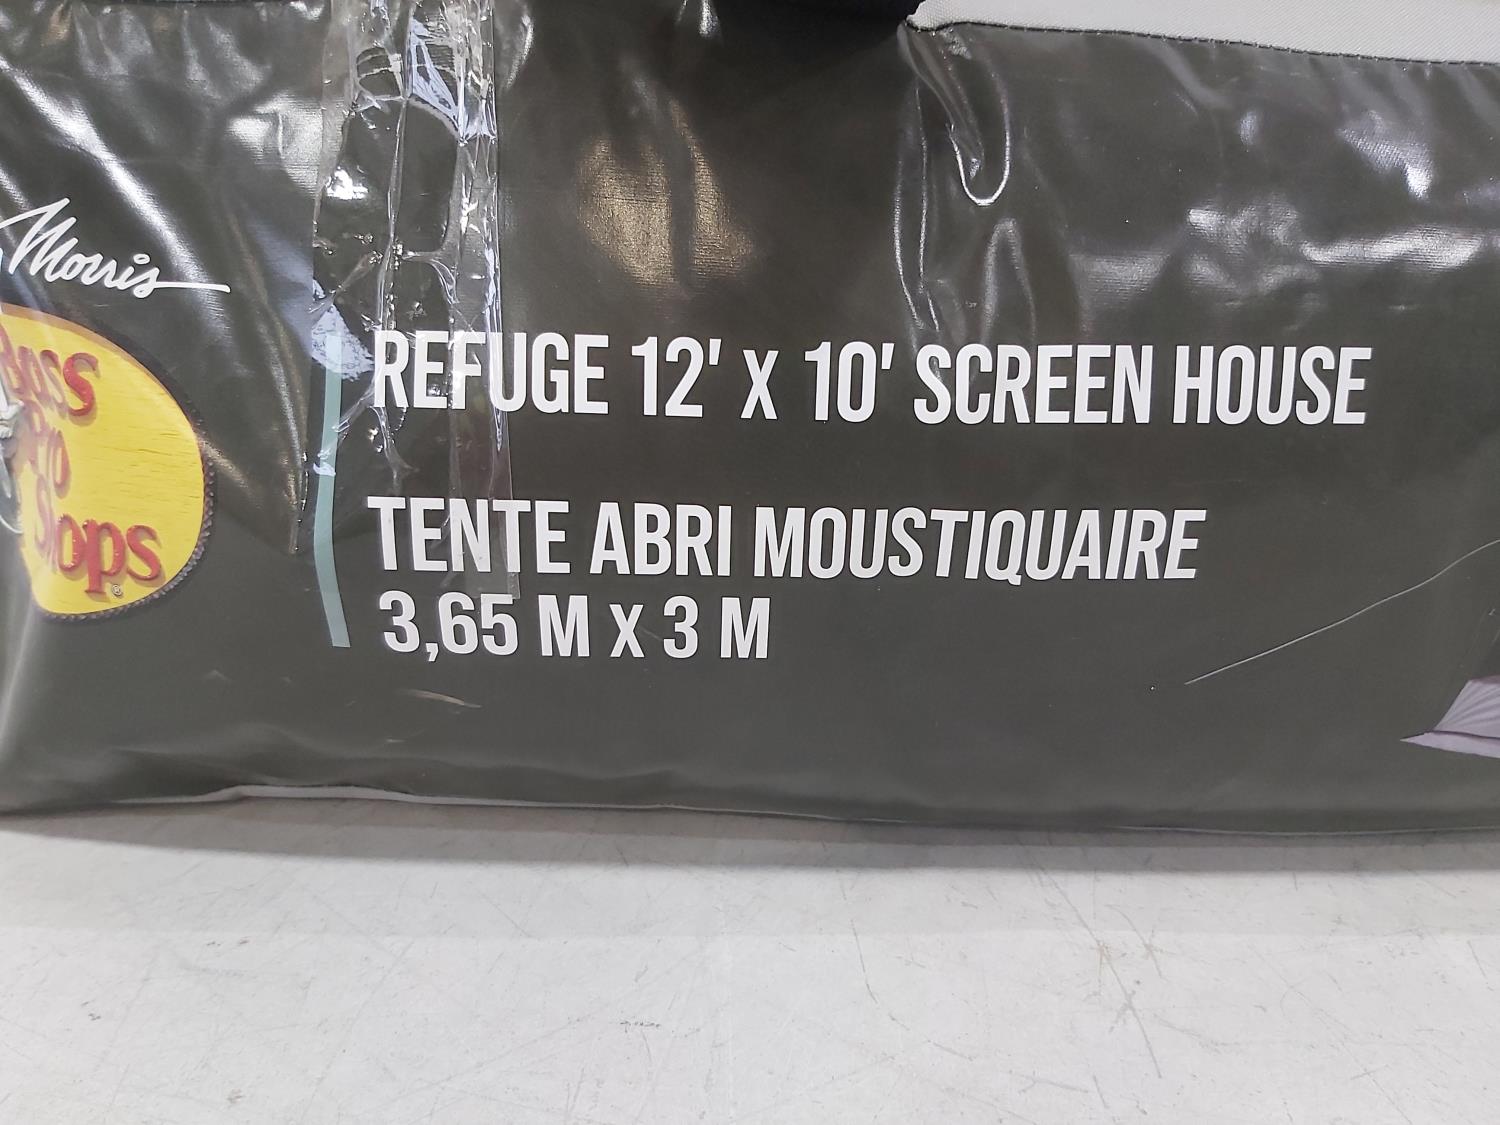 Morris
Bass
Pro
Shops
®
REFUGE 12' X 10' SCREEN HOUSE
TENTE ABRI MOUSTIQUAIRE
3,65 M X 3 M